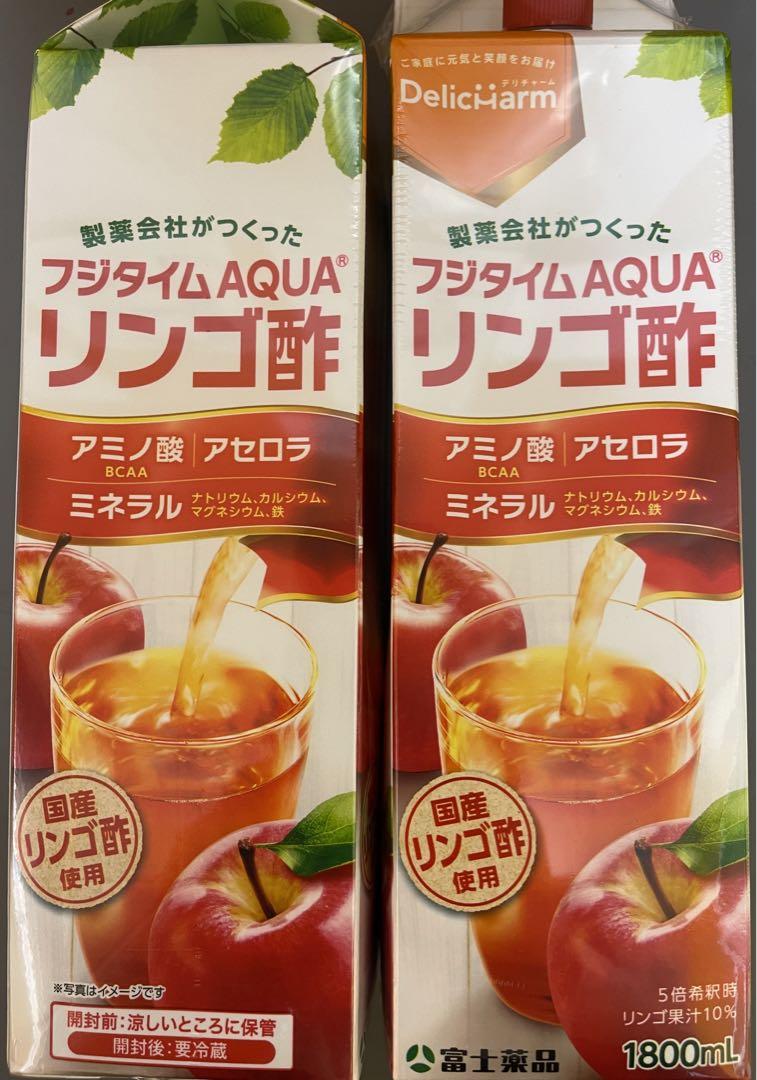 製薬会社がつくった
フジタイムAQUA®
リンゴ酢
アミノ酸 | アセロラ
BCAA
ミネラル ナトリウム、カルシウム、
マグネシウム、鉄
国産
リンゴ酢
使用
※写真はイメージです
開封前:涼しいところに保管
開封後:要冷蔵
ご家庭に元気と笑顔をお届け
デリチャーム
DeliCHarm
製薬会社がつくった
フジタイムAQUA®
リンゴ酢
アミノ酸 | アセロラ
BCAA
ミネラル ナトリウム、カルシウム、
マグネシウム、鉄
国産
リンゴ酢
使用
5倍希釈時
リンゴ果汁10%
富士薬品
1800mL